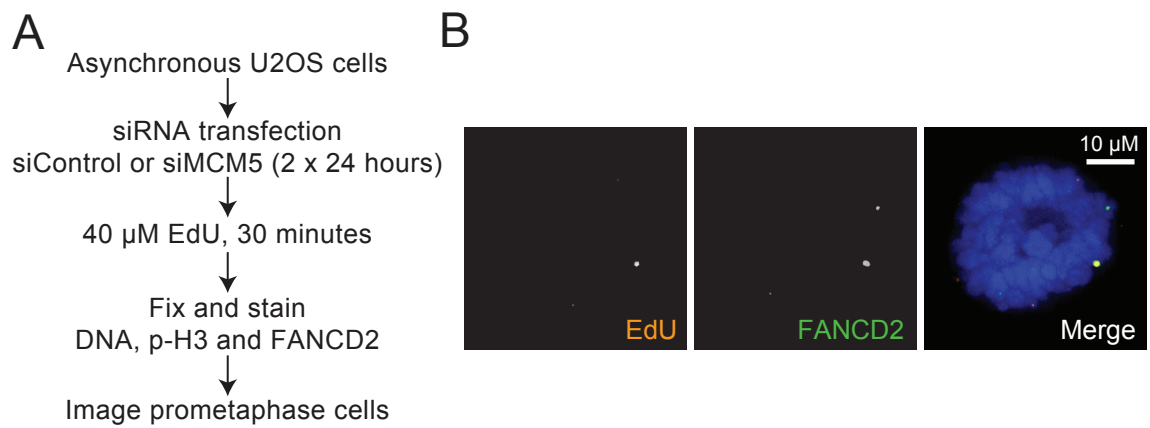 A
Asynchronous U2OS cells
siRNA transfection
siControl or siMCM5 (2 x 24 hours)
40 µM EdU, 30 minutes
Fix and stain
DNA, p-H3 and FANCD2
Image prometaphase cells
B
EdU
FANCD2
10 µM
Merge